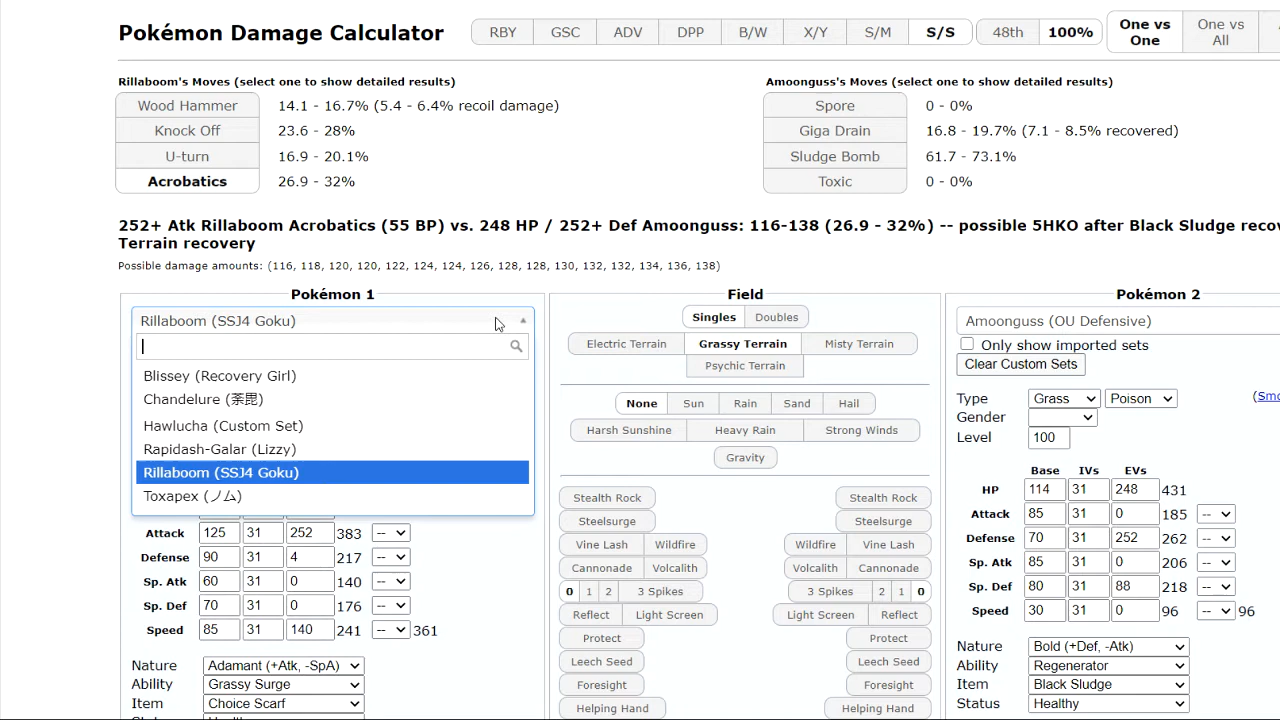 Pokémon Damage Calculator
RBY GSC ADV DPP B/W X/Y S/M S/S 48th 100% One vs One One vs All
Rillaboom's Moves (select one to show detailed results)
Wood Hammer 14.1 - 16.7% (5.4 - 6.4% recoil damage)
Knock Off 23.6 - 28%
U-turn 16.9 - 20.1%
Acrobatics 26.9 - 32%
Amoonguss's Moves (select one to show detailed results)
Spore 0 - 0%
Giga Drain 16.8 - 19.7% (7.1 - 8.5% recovered)
Sludge Bomb 61.7 - 73.1%
Toxic 0 - 0%
252+ Atk Rillaboom Acrobatics (55 BP) vs. 248 HP / 252+ Def Amoonguss: 116-138 (26.9 - 32%) -- possible 5HKO after Black Sludge reco
Terrain recovery
Possible damage amounts: (116, 118, 120, 120, 122, 124, 124, 126, 128, 128, 130, 132, 132, 134, 136, 138)
Pokémon 1
Rillaboom (SSJ4 Goku)
Blissey (Recovery Girl)
Chandelure (荼毘)
Hawlucha (Custom Set)
Rapidash-Galar (Lizzy)
Rillaboom (SSJ4 Goku)
Toxapex (ノム)
Attack 125 31 252 383 --
Defense 90 31 4 217 --
Sp. Atk 60 31 0 140 --
Sp. Def 70 31 0 176 --
Speed 85 31 140 241 -- 361
Nature Adamant (+Atk, -SpA)
Ability Grassy Surge
Item Choice Scarf
Field
Singles Doubles
Electric Terrain Grassy Terrain Misty Terrain
Psychic Terrain
None Sun Rain Sand Hail
Harsh Sunshine Heavy Rain Strong Winds
Gravity
Stealth Rock Stealth Rock
Steelsurge Steelsurge
Vine Lash Wildfire Wildfire Vine Lash
Cannonade Volcalith Volcalith Cannonade
0 1 2 3 Spikes 3 Spikes 2 1 0
Reflect Light Screen Light Screen Reflect
Protect Protect
Leech Seed Leech Seed
Foresight Foresight
Helping Hand Helping Hand
Pokémon 2
Amoonguss (OU Defensive)
Only show imported sets
Clear Custom Sets
Type Grass Poison (Smo
Gender
Level 100
Base IVs EVs
HP 114 31 248 431
Attack 85 31 0 185 --
Defense 70 31 252 262 --
Sp. Atk 85 31 0 206 --
Sp. Def 80 31 88 218 --
Speed 30 31 0 96 -- 96
Nature Bold (+Def, -Atk)
Ability Regenerator
Item Black Sludge
Status Healthy